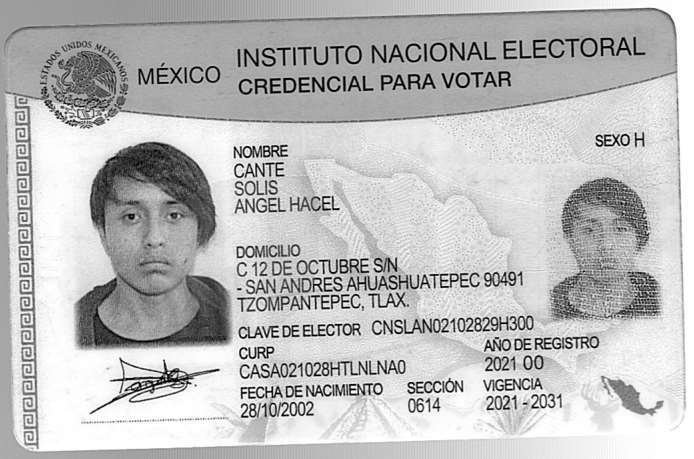 ESTADOS UNIDOS MEXICANOS
MÉXICO INSTITUTO NACIONAL ELECTORAL
CREDENCIAL PARA VOTAR
SEXO H
NOMBRE
CANTE
SOLIS
ANGEL HACEL
DOMICILIO
C 12 DE OCTUBRE S/N
- SAN ANDRES AHUASHUATEPEC 90491
TZOMPANTEPEC, TLAX.
CLAVE DE ELECTOR CNSLAN02102829H300
CURP AÑO DE REGISTRO
CASA021028HTLNLNA0 2021 00
FECHA DE NACIMIENTO SECCIÓN VIGENCIA
28/10/2002 0614 2021 - 2031